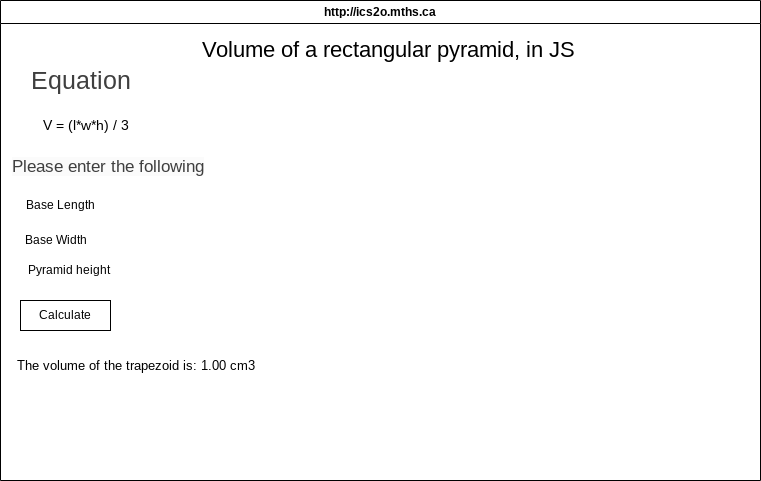 http://ics2o.mths.ca
Volume of a rectangular pyramid, in JS
Equation
V = (l*w*h) / 3
Please enter the following
Base Length
Base Width
Pyramid height
Calculate
The volume of the trapezoid is: 1.00 cm3